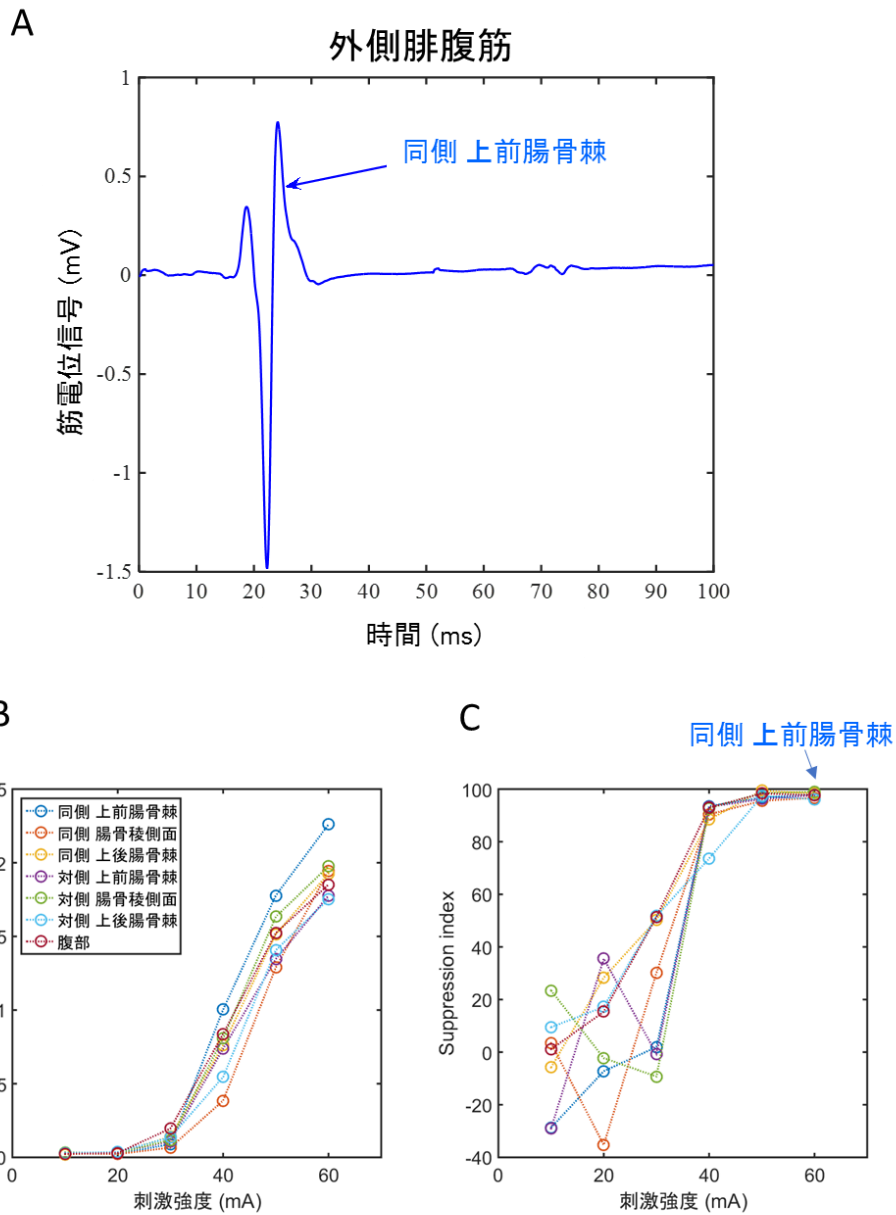 A
外側腓腹筋
1
0.5
0
-0.5
-1
-1.5
同側 上前腸骨棘
筋電位信号 (mV)
0 10 20 30 40 50 60 70 80 90 100
時間 (ms)
B
5
2
5
1
5
0
同側 上前腸骨棘
同側 腸骨稜側面
同側 上後腸骨棘
対側 上前腸骨棘
対側 腸骨稜側面
対側 上後腸骨棘
腹部
20 40 60
刺激強度 (mA)
C
同側 上前腸骨棘
Suppression index
100
80
60
40
20
0
-20
-40
0 20 40 60
刺激強度 (mA)